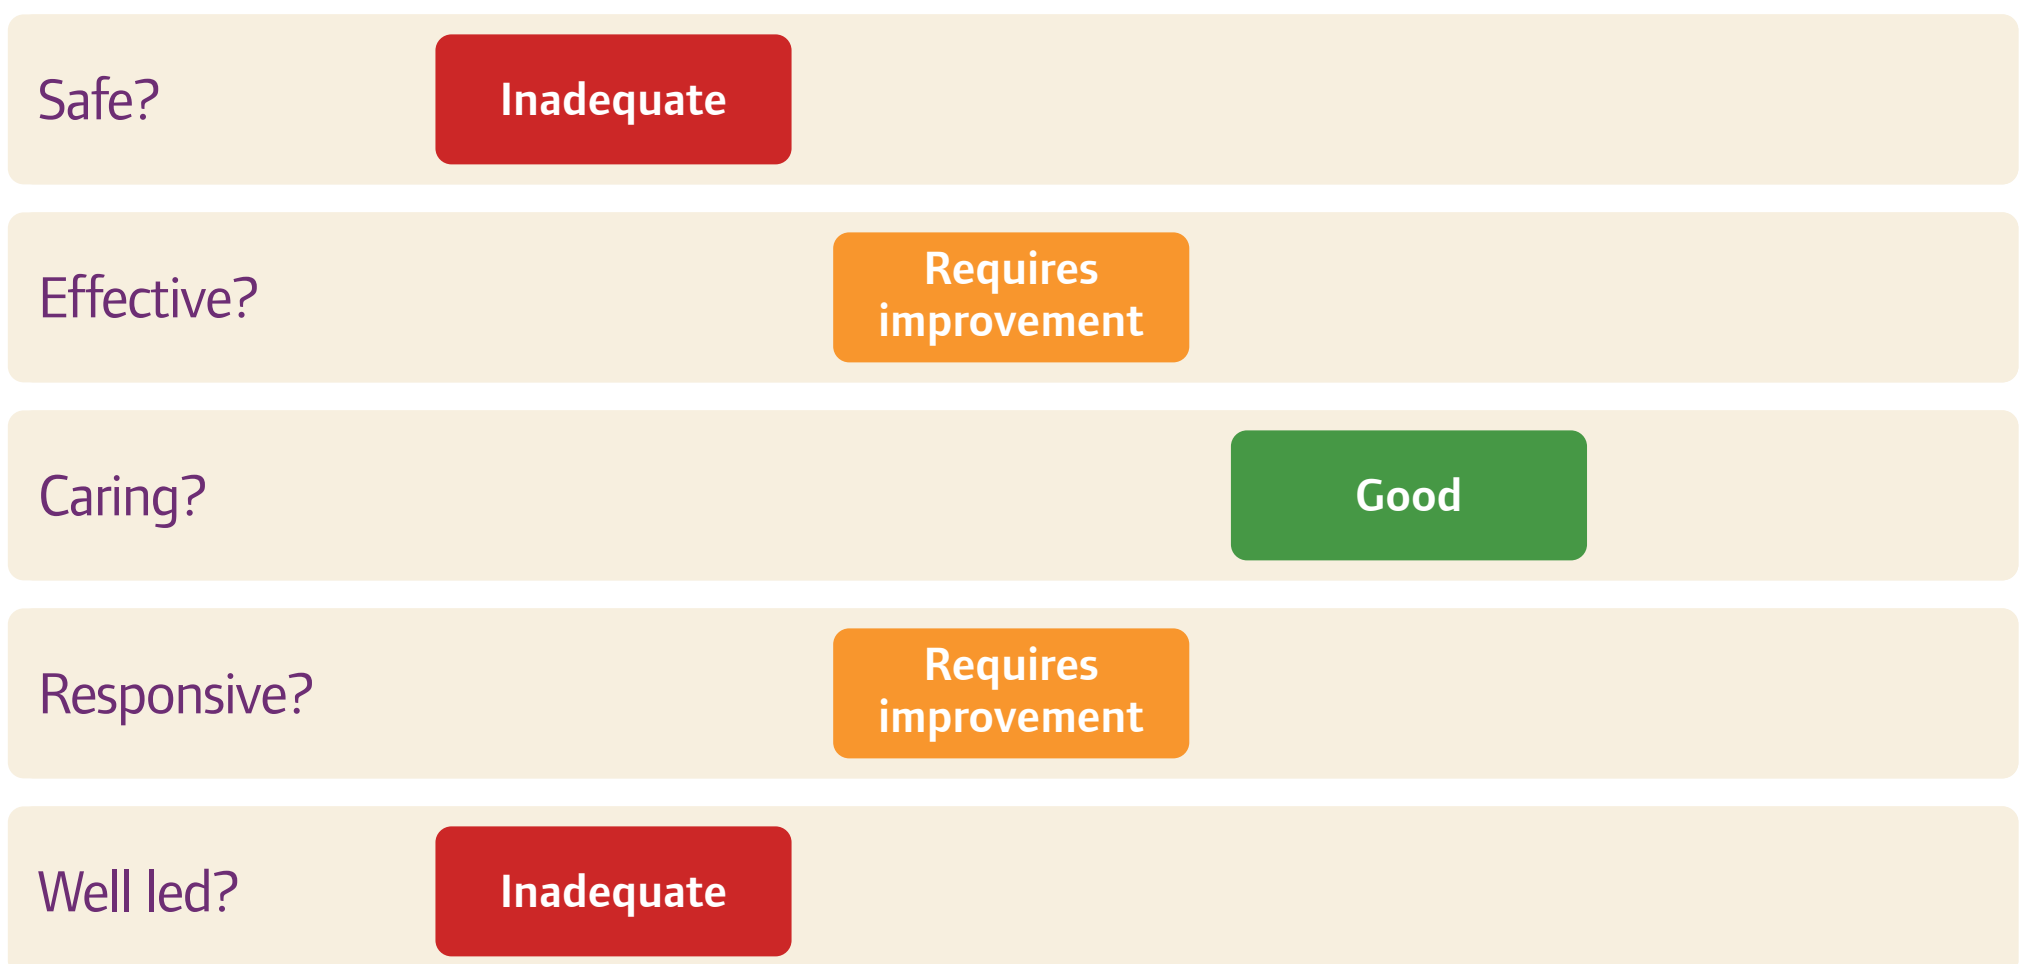 Safe?
Inadequate
Effective?
Requires
improvement
Caring?
Good
Responsive?
Requires
improvement
Well led?
Inadequate